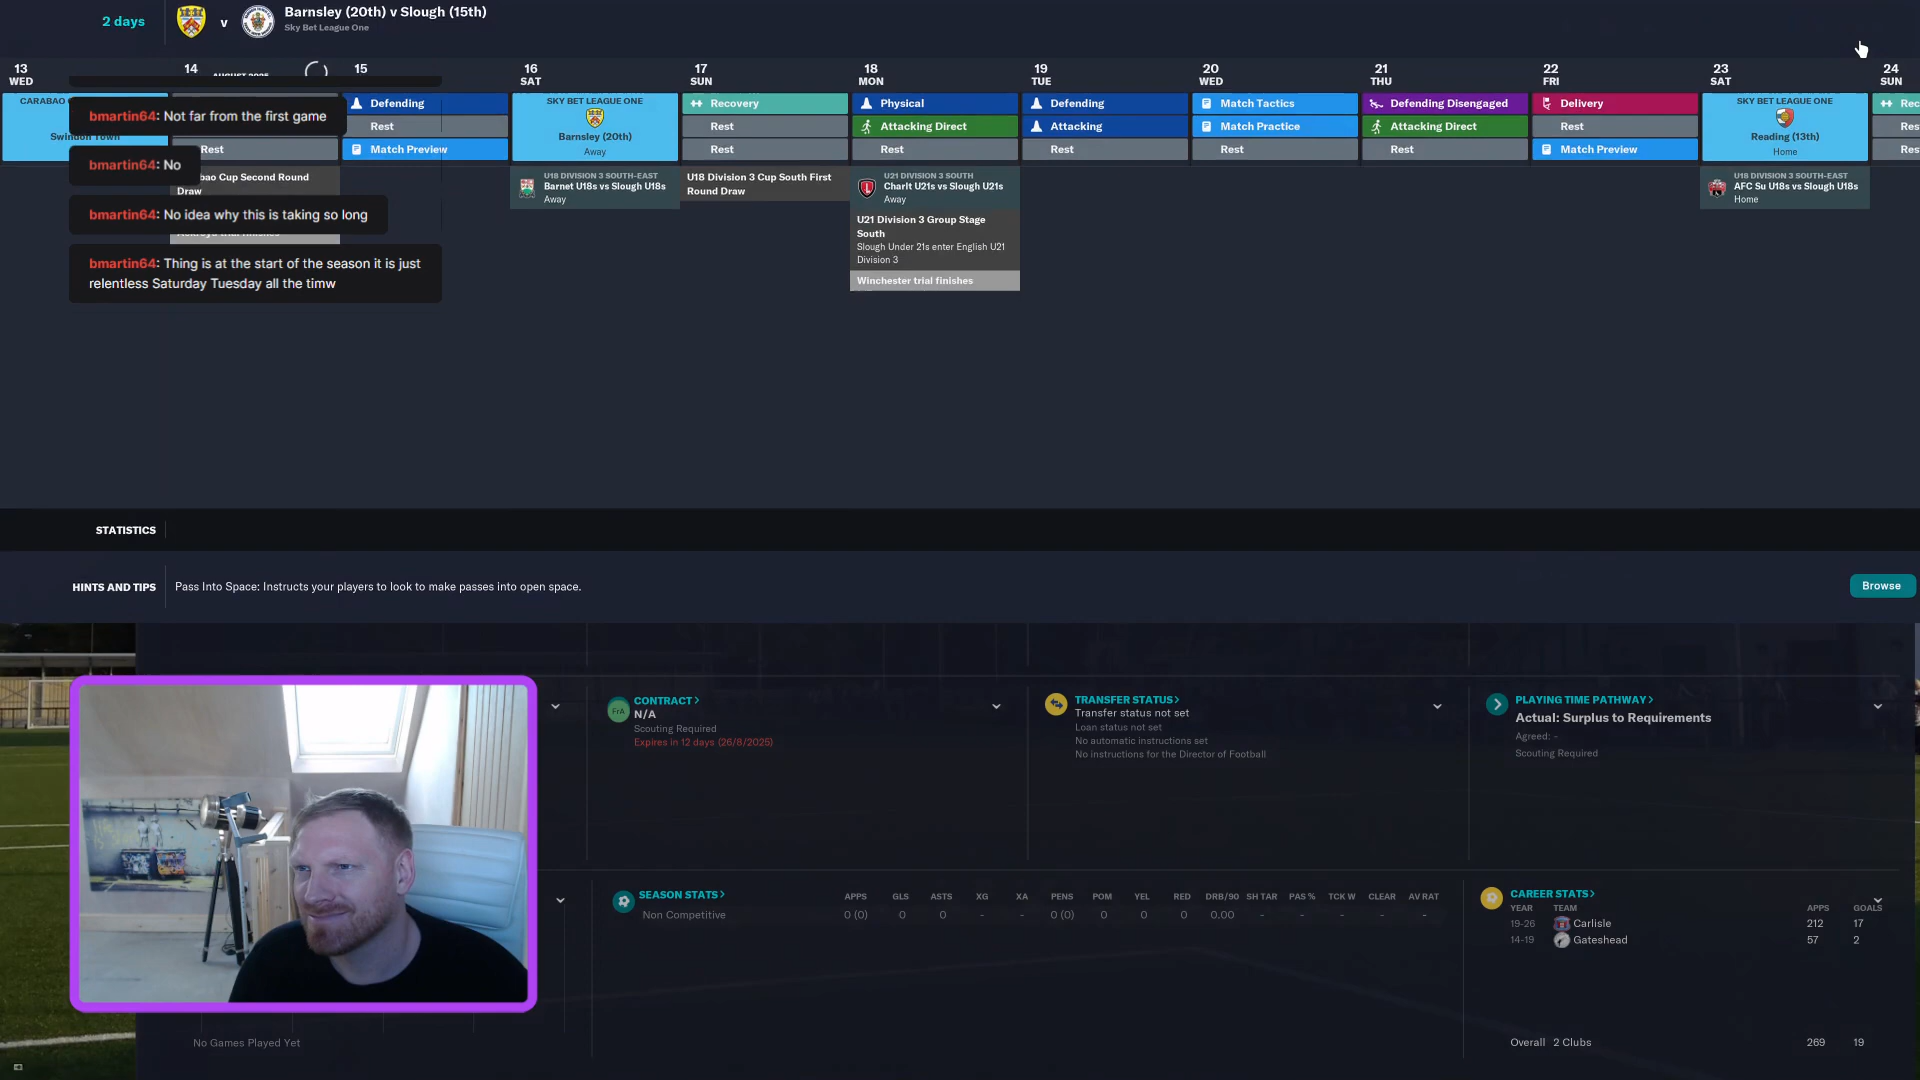 2 days
v
Barnsley (20th) v Slough (15th)
Sky Bet League One
13
WED
14
AUGUST 2025
15
16
SAT
17
SUN
18
MON
19
TUE
20
WED
21
THU
22
FRI
23
SAT
24
SUN
CARABAO
Swindon Town
Rest
bao Cup Second Round
Draw
trial finishes
bmartin64: Not far from the first game
bmartin64: No
bmartin64: No idea why this is taking so long
bmartin64: Thing is at the start of the season it is just
relentless Saturday Tuesday all the timw
Defending
Rest
Match Preview
SKY BET LEAGUE ONE
Barnsley (20th)
Away
U18 DIVISION 3 SOUTH-EAST
Barnet U18s vs Slough U18s
Away
Recovery
Rest
Rest
U18 Division 3 Cup South First
Round Draw
Physical
Attacking Direct
Rest
U21 DIVISION 3 SOUTH
Charlt U21s vs Slough U21s
Away
U21 Division 3 Group Stage
South
Slough Under 21s enter English U21
Division 3
Winchester trial finishes
Defending
Attacking
Rest
Match Tactics
Match Practice
Rest
Defending Disengaged
Attacking Direct
Rest
Delivery
Rest
Match Preview
SKY BET LEAGUE ONE
Reading (13th)
Home
U18 DIVISION 3 SOUTH-EAST
AFC Su U18s vs Slough U18s
Home
Rec
Res
Res
STATISTICS
HINTS AND TIPS
Pass Into Space: Instructs your players to look to make passes into open space.
Browse
FrA
CONTRACT >
N/A
Scouting Required
Expires in 12 days (26/8/2025)
TRANSFER STATUS >
Transfer status not set
Loan status not set
No automatic instructions set
No instructions for the Director of Football
PLAYING TIME PATHWAY >
Actual: Surplus to Requirements
Agreed: -
Scouting Required
SEASON STATS >
APPS GLS ASTS XG XA PENS POM YEL RED DRB/90 SH TAR PAS % TCK W CLEAR AV RAT
Non Competitive 0 (0) 0 0 - - 0 (0) 0 0 0 0.00 - - - - -
CAREER STATS >
YEAR TEAM APPS GOALS
19-26 Carlisle 212 17
14-19 Gateshead 57 2
Overall 2 Clubs 269 19
No Games Played Yet